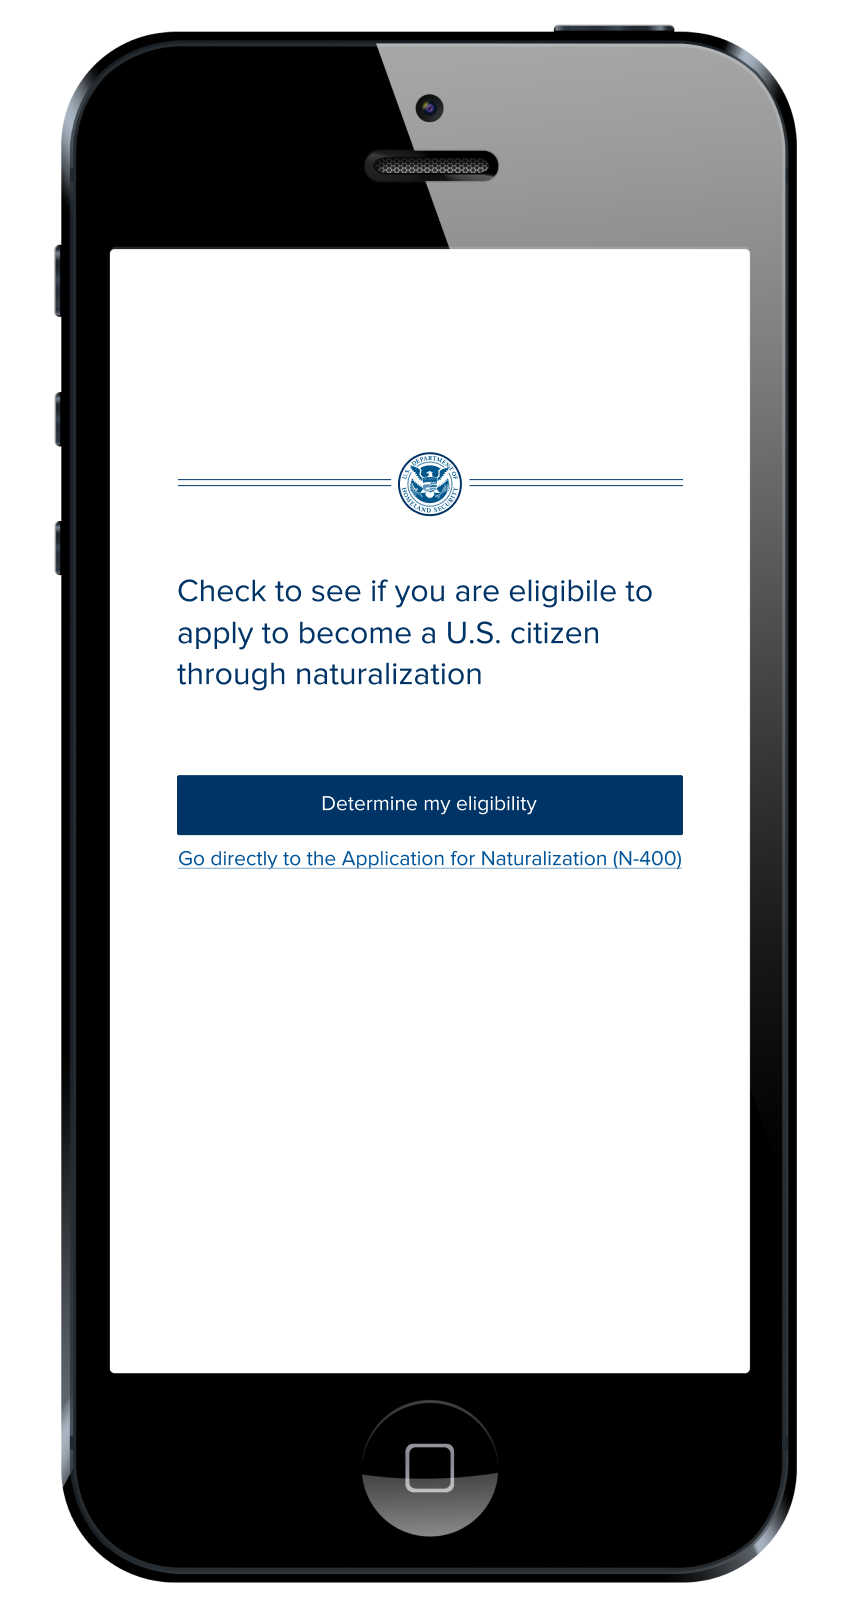 U.S. DEPARTMENT OF
HOMELAND SECURITY
Check to see if you are eligibile to
apply to become a U.S. citizen
through naturalization
Determine my eligibility
Go directly to the Application for Naturalization (N-400)